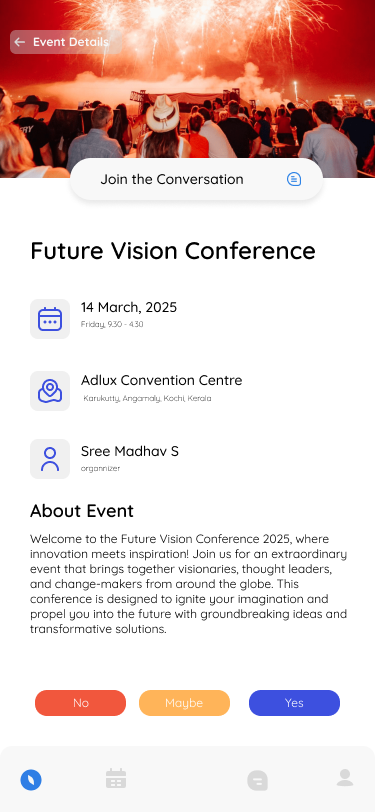 Event Details
Join the Conversation
Future Vision Conference
14 March, 2025
Friday, 9.30 - 4.30
Adlux Convention Centre
Karukutty, Angamaly, Kochi, Kerala
Sree Madhav S
organnizer
About Event
Welcome to the Future Vision Conference 2025, where
innovation meets inspiration! Join us for an extraordinary
event that brings together visionaries, thought leaders,
and change-makers from around the globe. This
conference is designed to ignite your imagination and
propel you into the future with groundbreaking ideas and
transformative solutions.
No Maybe Yes